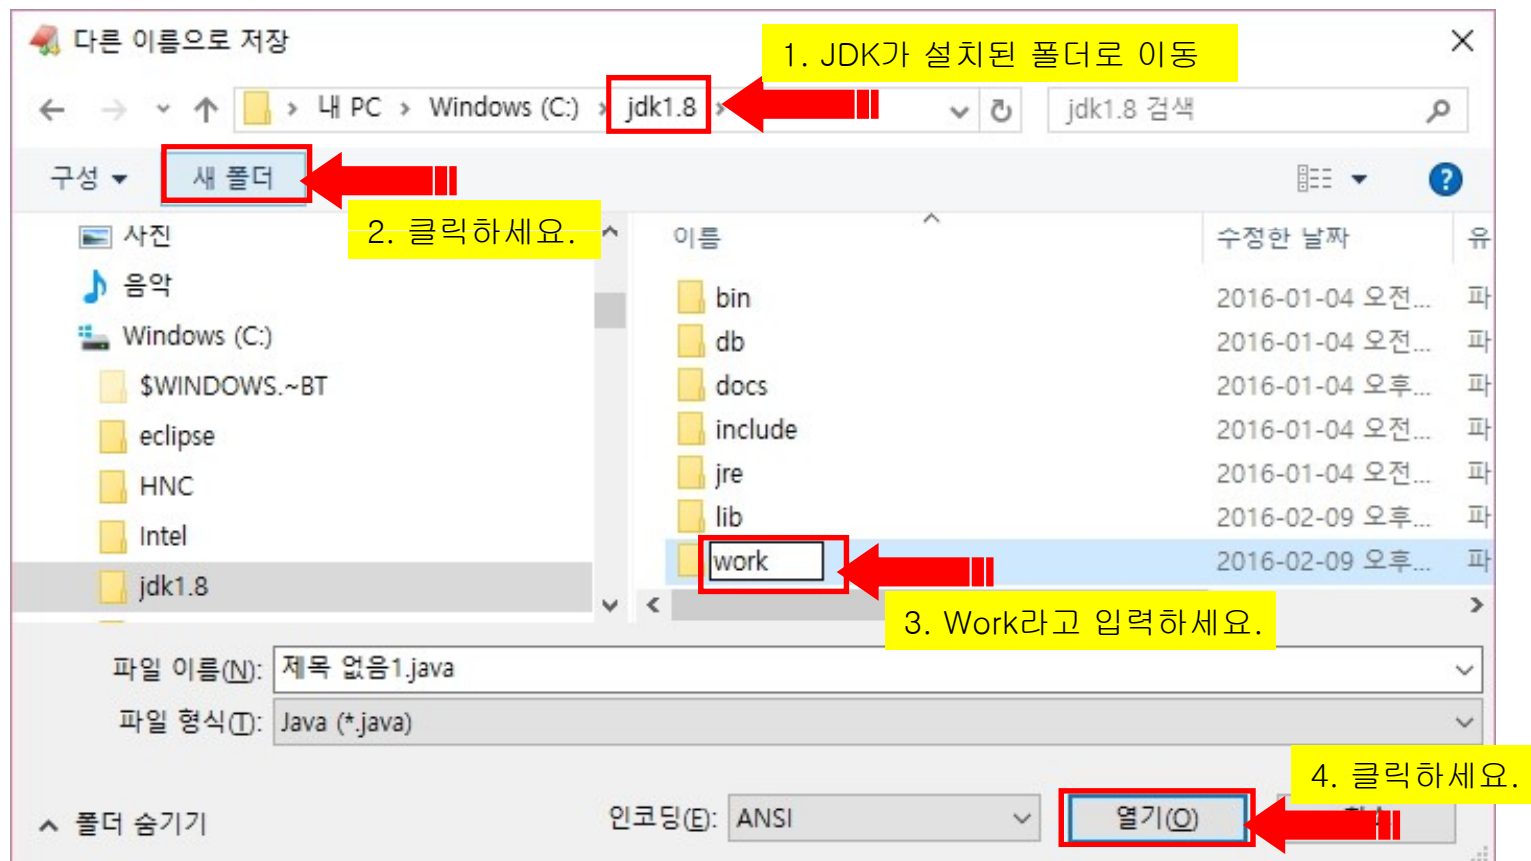 다른 이름으로 저장
1. JDK가 설치된 폴더로 이동
내 PC > Windows (C:) > jdk1.8 >
jdk1.8 검색
구성
새 폴더
2. 클릭하세요.
사진
음악
Windows (C:)
$WINDOWS.~BT
eclipse
HNC
Intel
jdk1.8
이름 수정한 날짜 유
bin 2016-01-04 오전... 파
db 2016-01-04 오전... 파
docs 2016-01-04 오후... 파
include 2016-01-04 오전... 파
jre 2016-01-04 오전... 파
lib 2016-02-09 오후... 파
work 2016-02-09 오후... 파
3. Work라고 입력하세요.
파일 이름(N): 제목 없음1.java
파일 형식(T): Java (*.java)
4. 클릭하세요.
폴더 숨기기
인코딩(E): ANSI
열기(O)